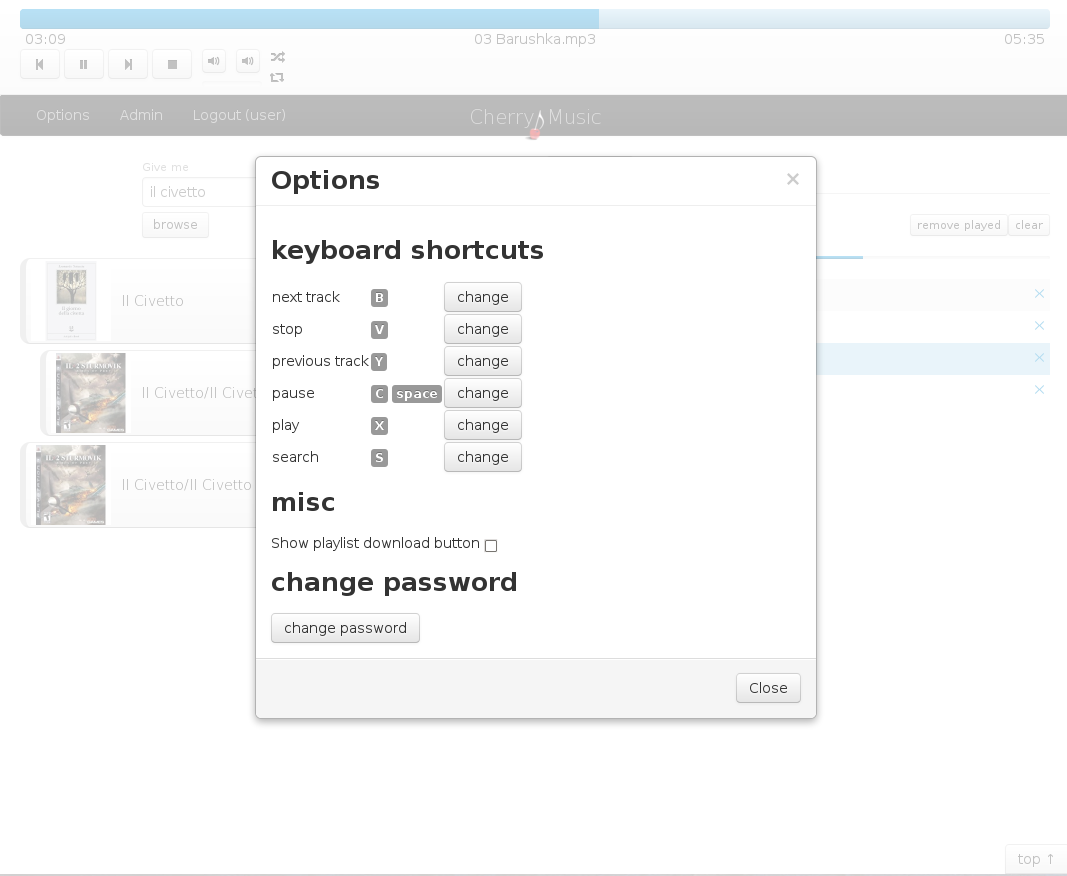 03:09 03 Barushka.mp3 05:35
Options Admin Logout (user) Cherry Music
Give me
il civetto
browse
remove played clear
Il Civetto
Il Civetto/Il Civet
Il Civetto/Il Civetto
Options ×
keyboard shortcuts
next track B change
stop V change
previous track Y change
pause C space change
play X change
search S change
misc
Show playlist download button
change password
change password
Close
top ↑